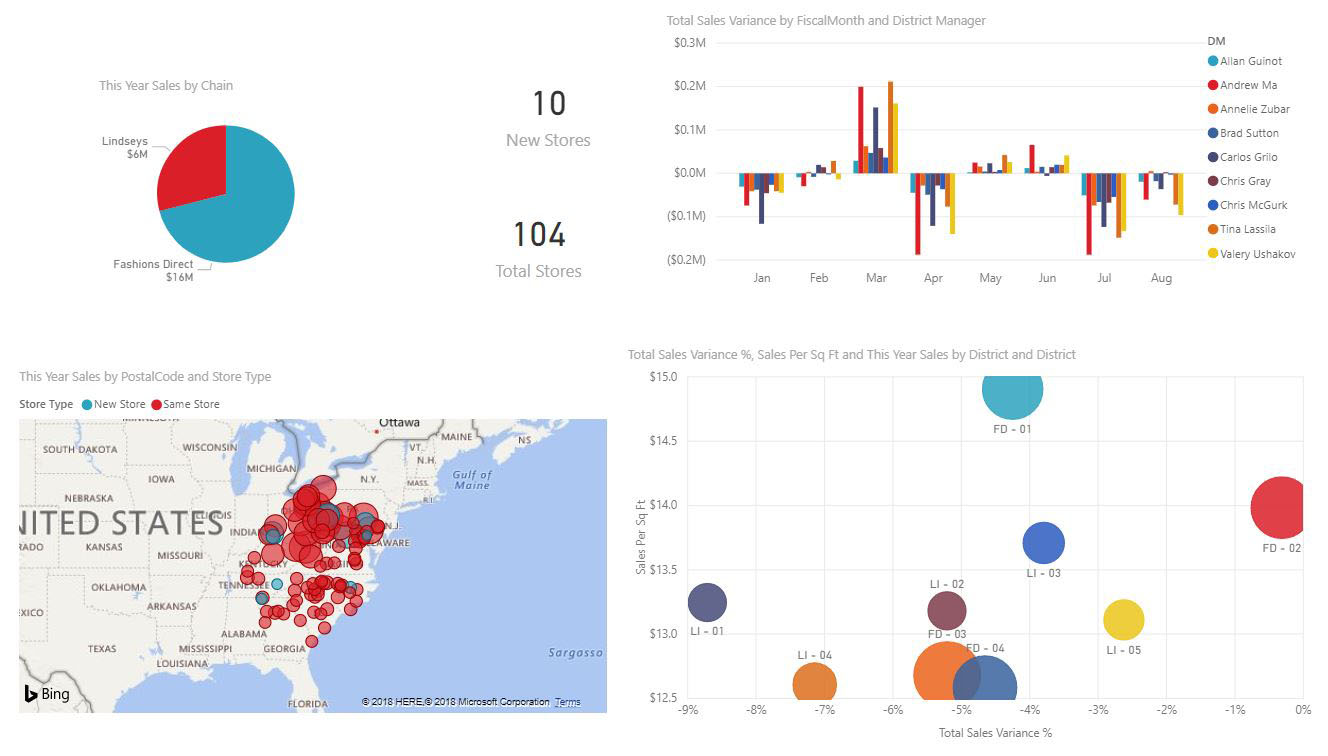 This Year Sales by Chain
Lindseys
$6M
Fashions Direct
$16M
10
New Stores
104
Total Stores
Total Sales Variance by FiscalMonth and District Manager
$0.3M
$0.2M
$0.1M
$0.0M
($0.1M)
($0.2M)
Jan Feb Mar Apr May Jun Jul Aug
DM
Allan Guinot
Andrew Ma
Annelie Zubar
Brad Sutton
Carlos Grilo
Chris Gray
Chris McGurk
Tina Lassila
Valery Ushakov
This Year Sales by PostalCode and Store Type
Store Type New Store Same Store
Ottawa
MAINE
NS
SOUTH DAKOTA
WISCONSIN
VT.
MICHIGAN
N.H.
Gulf of
Maine
IOWA
N.Y.
MASS.
NEBRASKA
R.I.
NITED STATES
ILLINOIS
INDIANA
N.J.
KANSAS
MISSOURI
KENTUCKY
OKLAHOMA
TENNESSEE
ARKANSAS
ALABAMA
TEXAS
MISSISSIPPI
GEORGIA
LOUISIANA
Sargasso
FLORIDA
Bing
© 2018 HERE,© 2018 Microsoft Corporation Terms
Total Sales Variance %, Sales Per Sq Ft and This Year Sales by District and District
Sales Per Sq Ft
$15.0
$14.5
$14.0
$13.5
$13.0
$12.5
FD - 01
FD - 02
LI - 03
LI - 02
LI - 01
FD - 03
FD - 04
LI - 05
LI - 04
-9% -8% -7% -6% -5% -4% -3% -2% -1% 0%
Total Sales Variance %